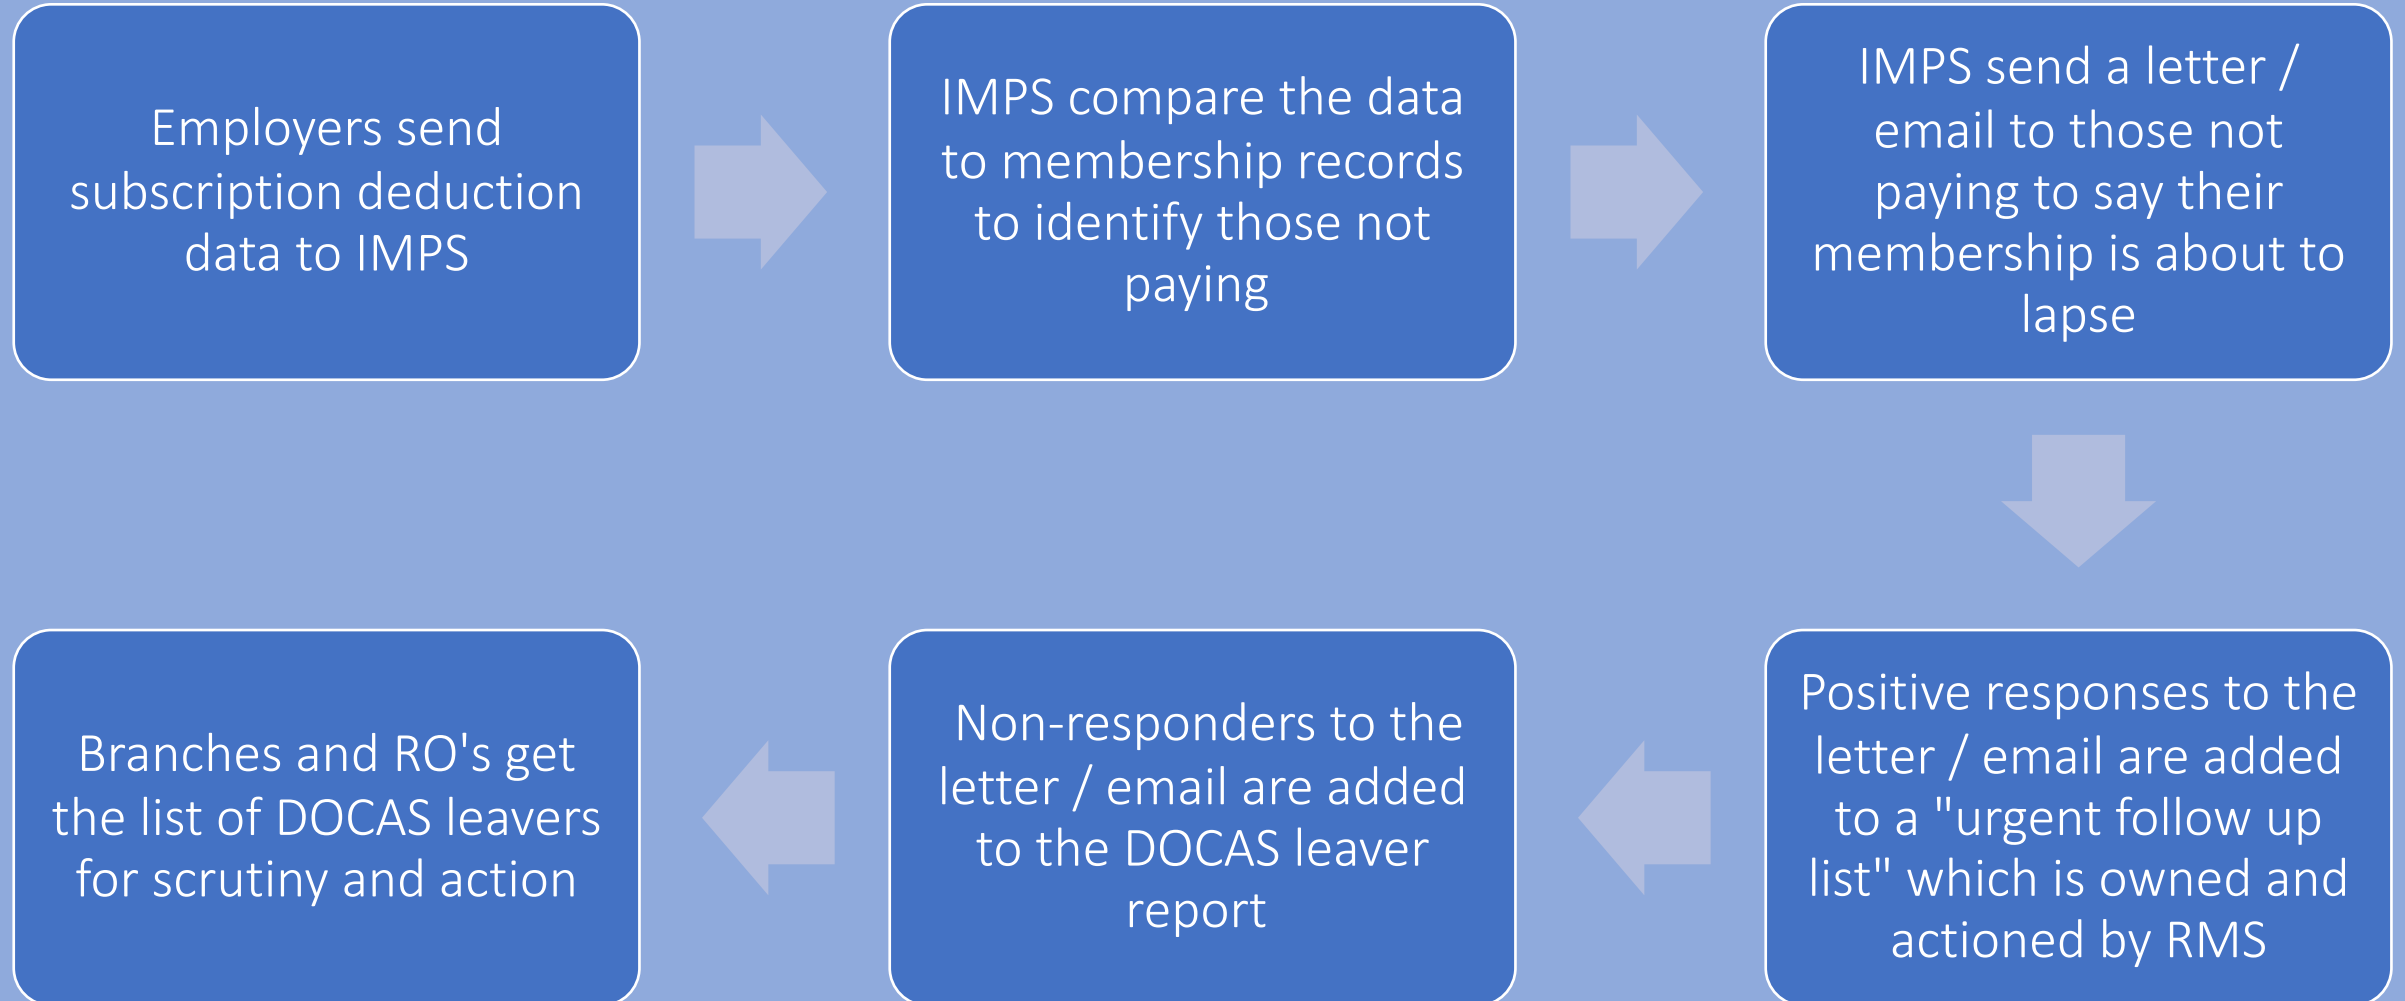 Employers send
subscription deduction
data to IMPS
IMPS compare the data
to membership records
to identify those not
paying
IMPS send a letter /
email to those not
paying to say their
membership is about to
lapse
Positive responses to the
letter / email are added
to a "urgent follow up
list" which is owned and
actioned by RMS
Non-responders to the
letter / email are added
to the DOCAS leaver
report
Branches and RO's get
the list of DOCAS leavers
for scrutiny and action